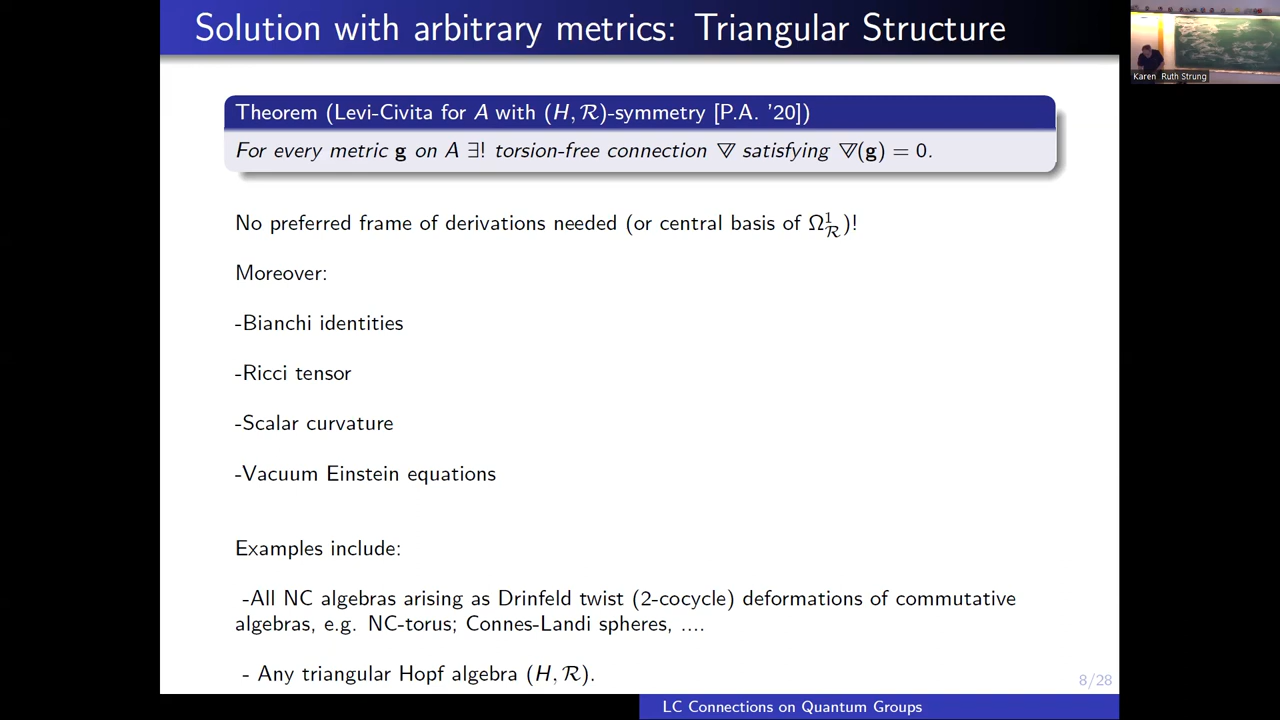 Solution with arbitrary metrics: Triangular Structure
Theorem (Levi-Civita for A with (H, ℛ)-symmetry [P.A. '20])
For every metric g on A ∃! torsion-free connection ∇ satisfying ∇(g) = 0.
No preferred frame of derivations needed (or central basis of Ω¹_ℛ)!
Moreover:
-Bianchi identities
-Ricci tensor
-Scalar curvature
-Vacuum Einstein equations
Examples include:
-All NC algebras arising as Drinfeld twist (2-cocycle) deformations of commutative
algebras, e.g. NC-torus; Connes-Landi spheres, ....
- Any triangular Hopf algebra (H, ℛ).
8/28
LC Connections on Quantum Groups
Karen Ruth Strung